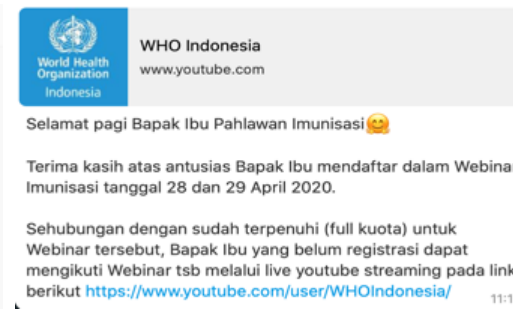 World Health
Organization
Indonesia
WHO Indonesia
www.youtube.com
Selamat pagi Bapak Ibu Pahlawan Imunisasi🤗
Terima kasih atas antusias Bapak Ibu mendaftar dalam
Imunisasi tanggal 28 dan 29 April 2020.
Sehubungan dengan sudah terpenuhi (full kuota) untuk
Webinar tersebut, Bapak Ibu yang belum registrasi dapat
mengikuti Webinar tsb melalui live youtube streaming pada link
berikut https://www.youtube.com/user/WHOIndonesia/